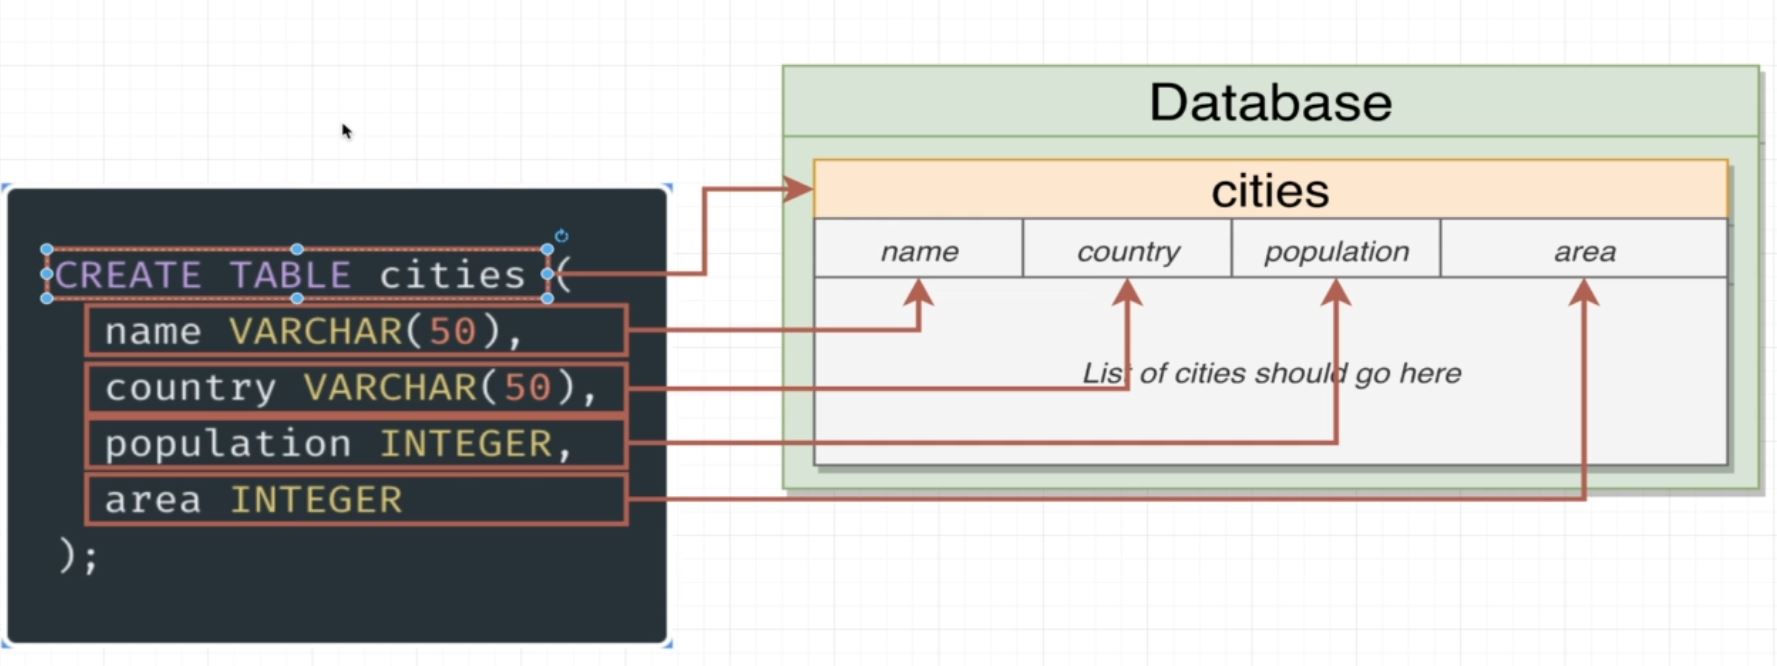 CREATE TABLE cities (
name VARCHAR(50),
country VARCHAR(50),
population INTEGER,
area INTEGER
);
Database
cities
name country population area
List of cities should go here